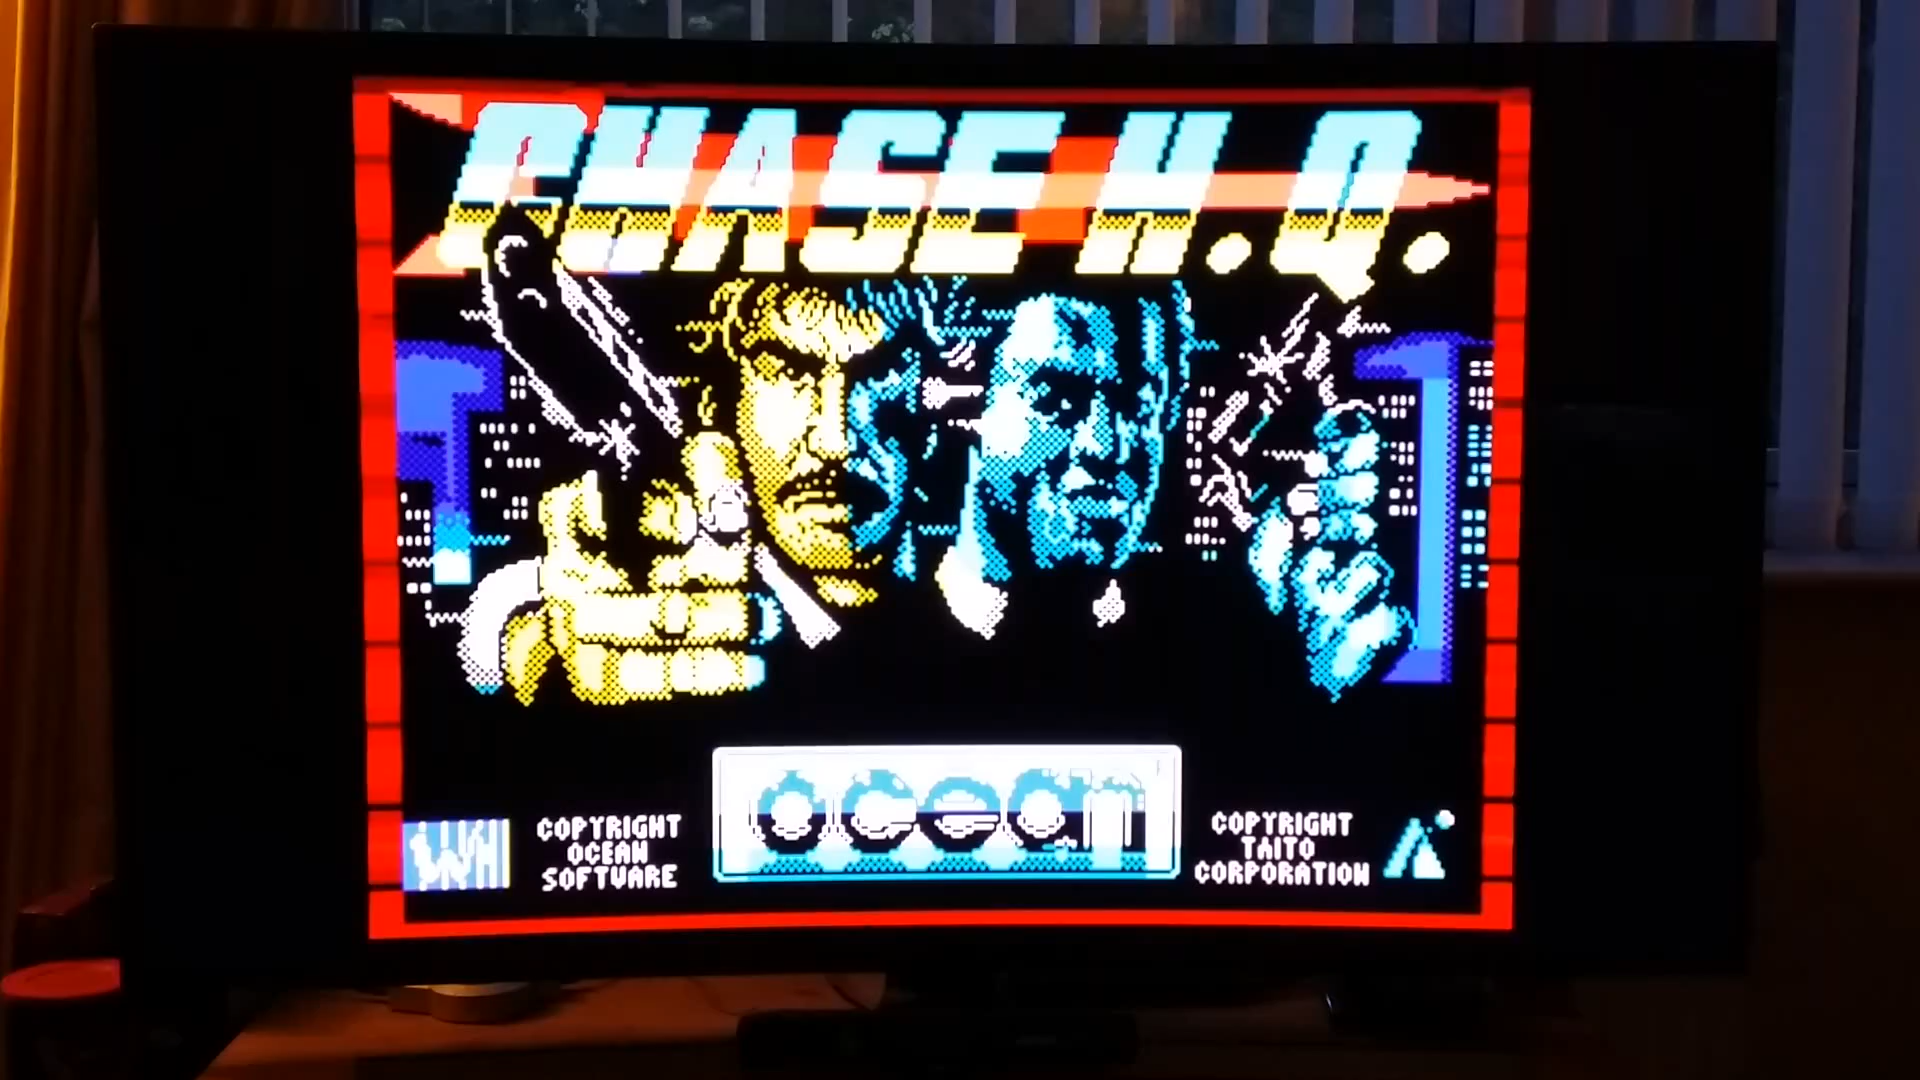 CHASE H.Q.
ocean
COPYRIGHT
OCEAN
SOFTWARE
COPYRIGHT
TAITO
CORPORATION